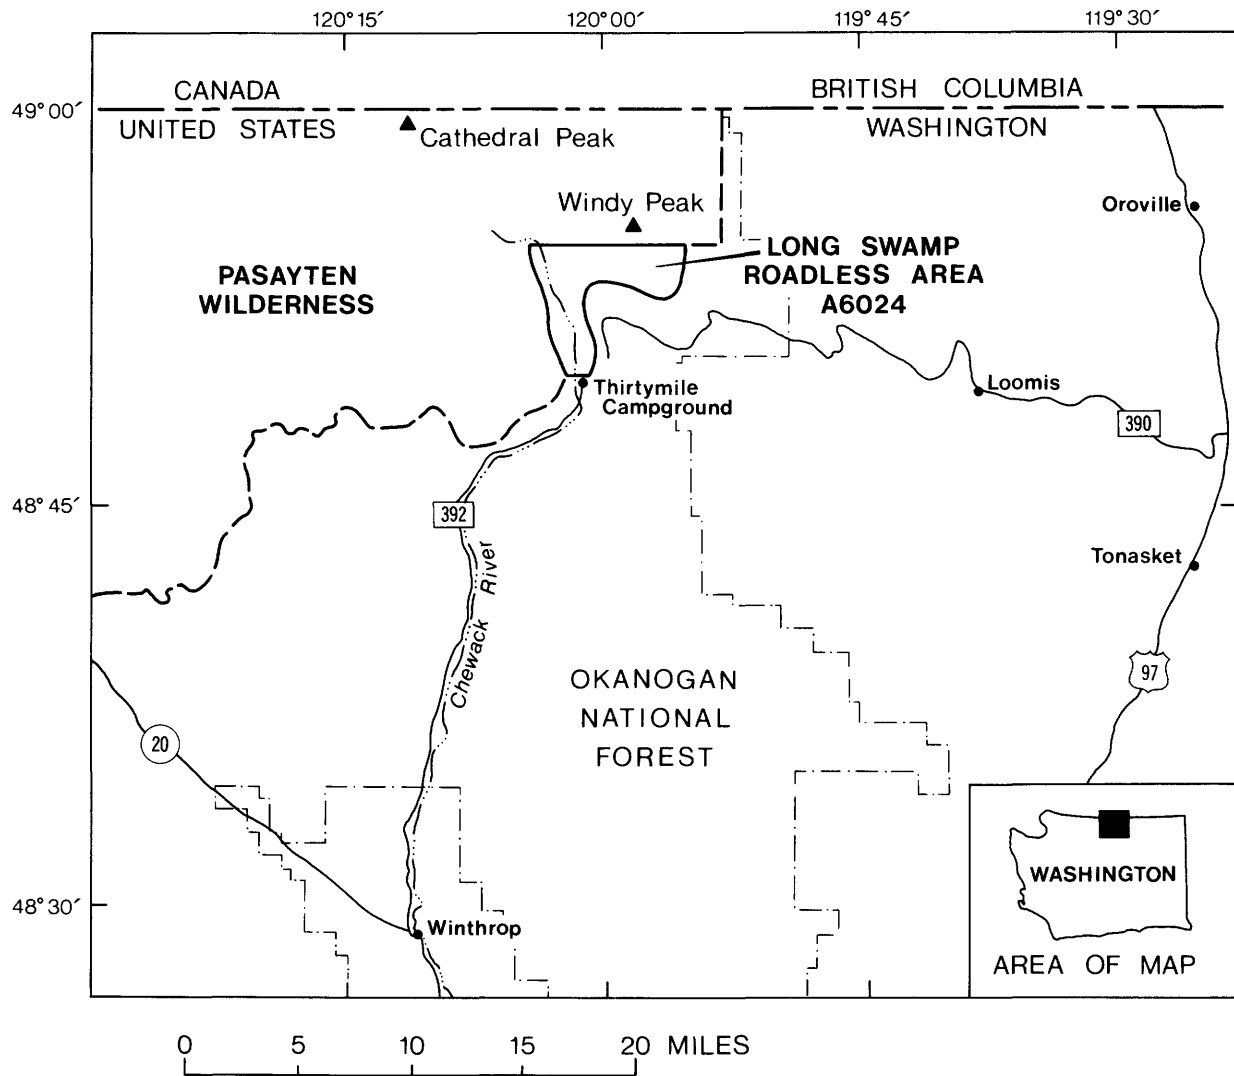 120°15′ 120°00′ 119°45′ 119°30′
CANADA
BRITISH COLUMBIA
49°00′
UNITED STATES
WASHINGTON
Cathedral Peak
Windy Peak
Oroville
LONG SWAMP
ROADLESS AREA
A6024
PASAYTEN
WILDERNESS
Thirtymile
Campground
Loomis
390
48°45′
392
Chewack River
Tonasket
97
OKANOGAN
NATIONAL
FOREST
20
48°30′
Winthrop
WASHINGTON
AREA OF MAP
0 5 10 15 20 MILES